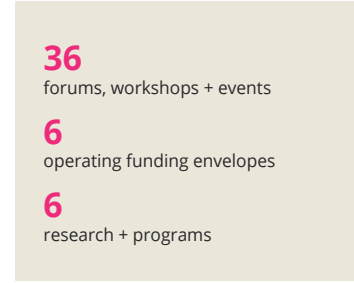 36
forums, workshops + events
6
operating funding envelopes
6
research + programs